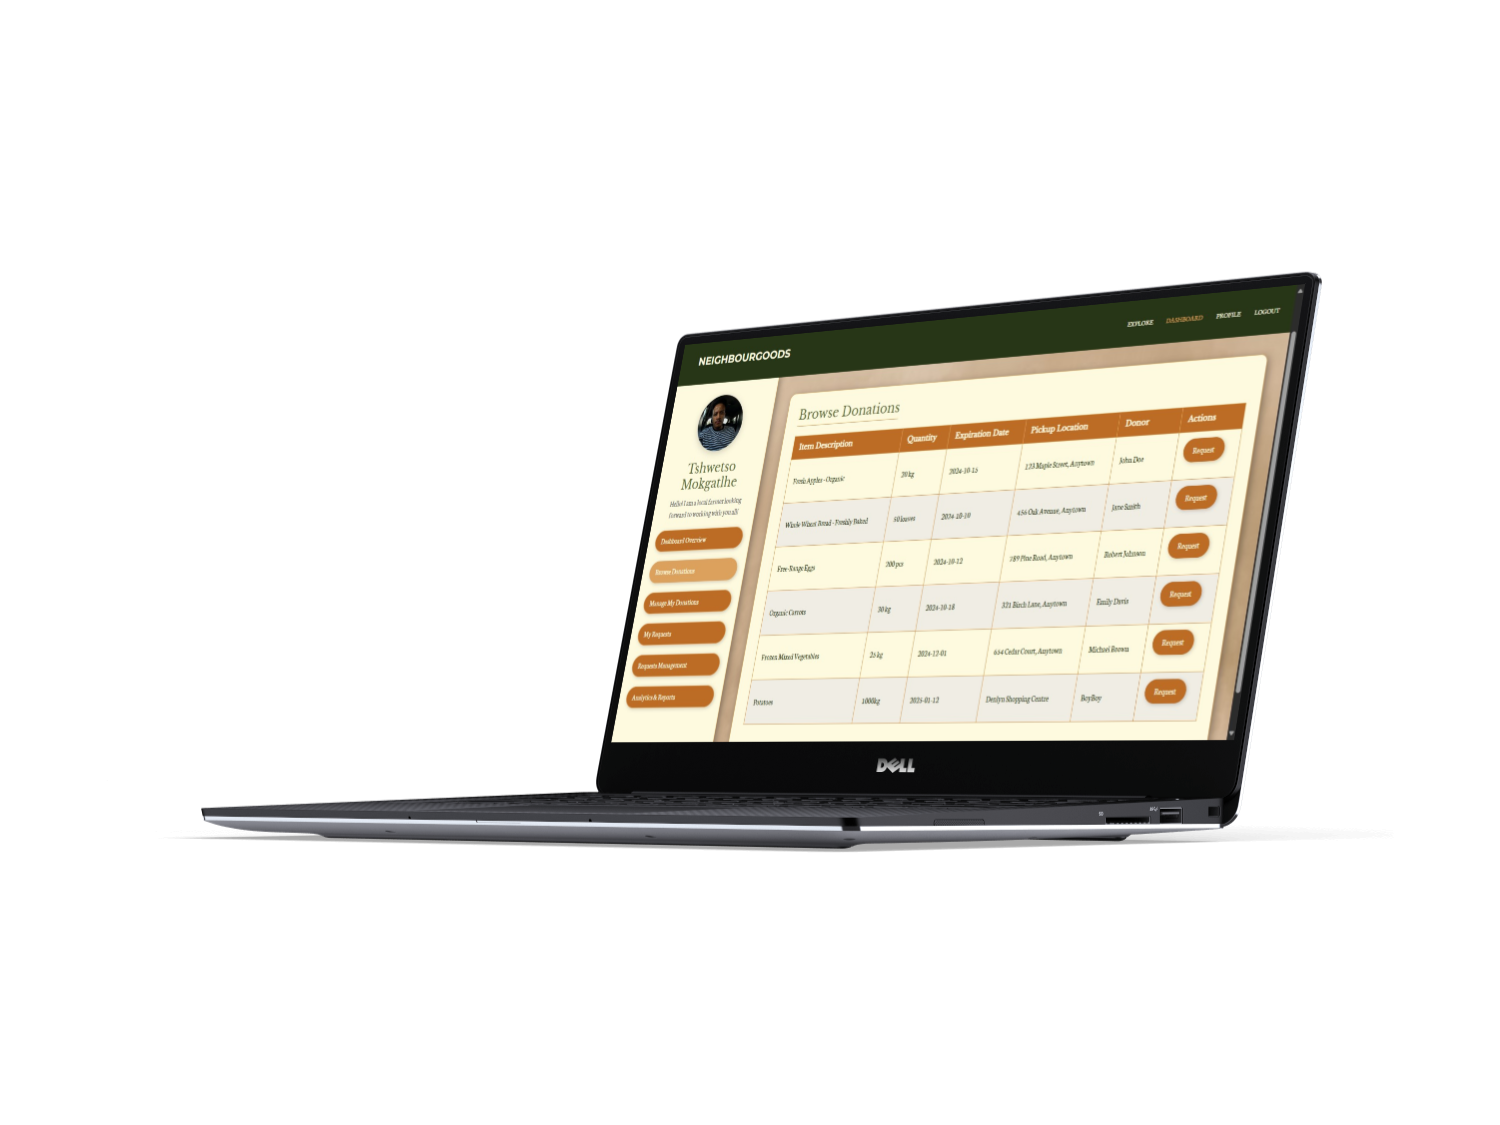 NEIGHBOURGOODS
EXPLORE DASHBOARD PROFILE LOGOUT
Tshwetso
Mokgatlhe
Hello! I am a local farmer looking
forward to working with you all!
Dashboard Overview
Browse Donations
Manage My Donations
My Requests
Requests Management
Analytics & Reports
Browse Donations
Item Description Quantity Expiration Date Pickup Location Donor Actions
Fresh Apples - Organic 20 kg 2024-10-15 123 Maple Street, Anytown John Doe Request
Whole Wheat Bread - Freshly Baked 50 loaves 2024-10-10 456 Oak Avenue, Anytown Jane Smith Request
Free-Range Eggs 200 pcs 2024-10-12 789 Pine Road, Anytown Robert Johnson Request
Organic Carrots 30 kg 2024-10-18 321 Birch Lane, Anytown Emily Davis Request
Frozen Mixed Vegetables 25 kg 2024-12-01 654 Cedar Court, Anytown Michael Brown Request
Potatoes 1000kg 2025-01-12 Denlyn Shopping Centre BoyBoy Request
DELL